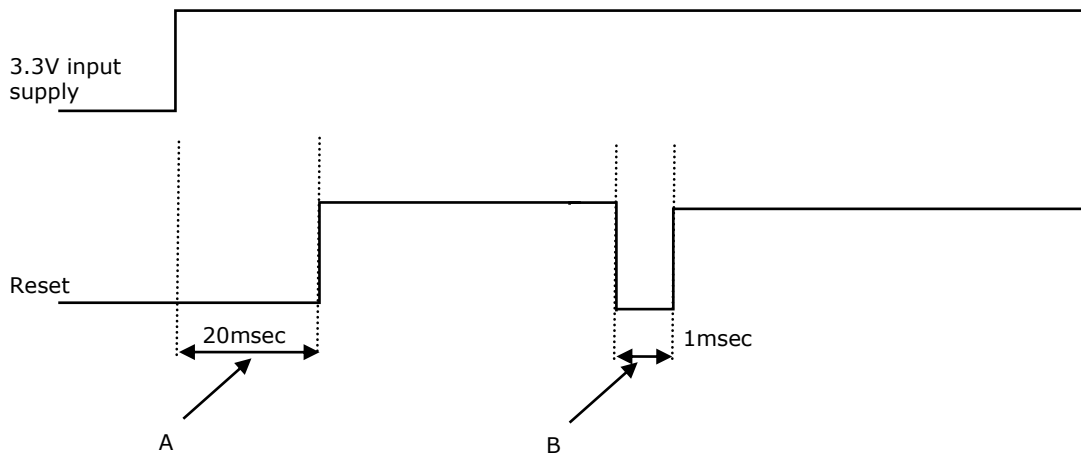 3.3V input
supply
Reset
20msec
1msec
A
B